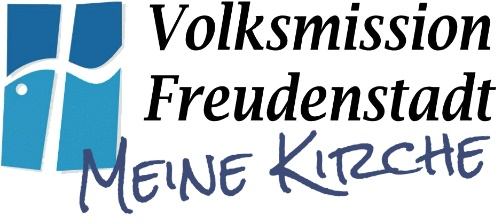 Volksmission
Freudenstadt
MEINE KIRCHE